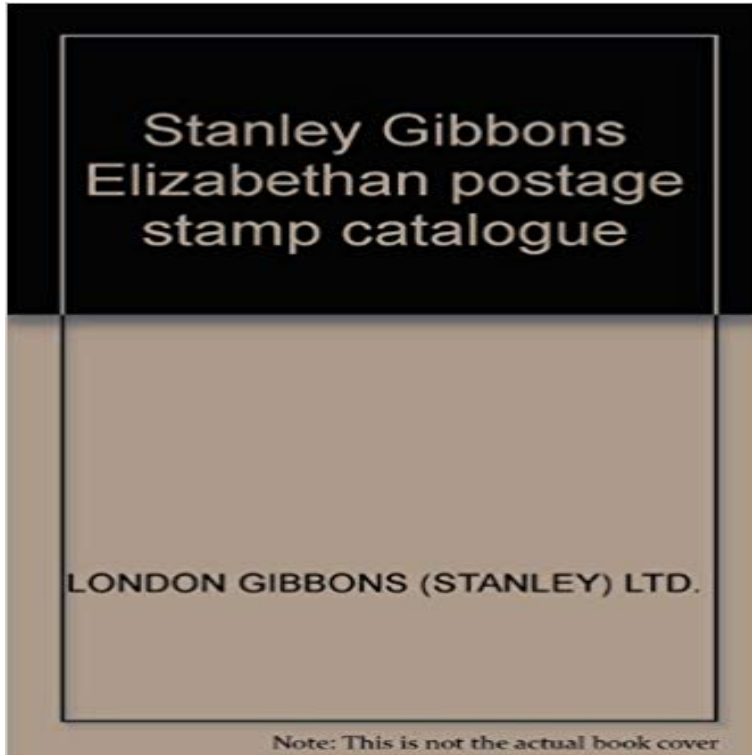 Stanley Gibbons
Elizabethan postage
stamp catalogue
LONDON GIBBONS (STANLEY) LTD.
Note: This is not the actual book cover